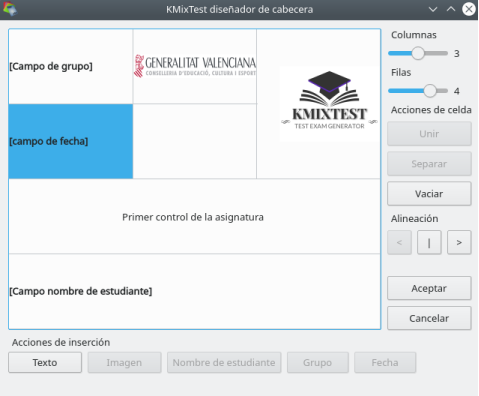 KMixTest diseñador de cabecera
Columnas
3
Filas
4
Acciones de celda
Unir
Separar
Vaciar
Alineación
< | >
Aceptar
Cancelar
[Campo de grupo]
GENERALITAT VALENCIANA
CONSELLERIA D'EDUCACIÓ, CULTURA I ESPORT
KMIXTEST
TEST EXAM GENERATOR
[campo de fecha]
Primer control de la asignatura
[Campo nombre de estudiante]
Acciones de inserción
Texto
Imagen
Nombre de estudiante
Grupo
Fecha